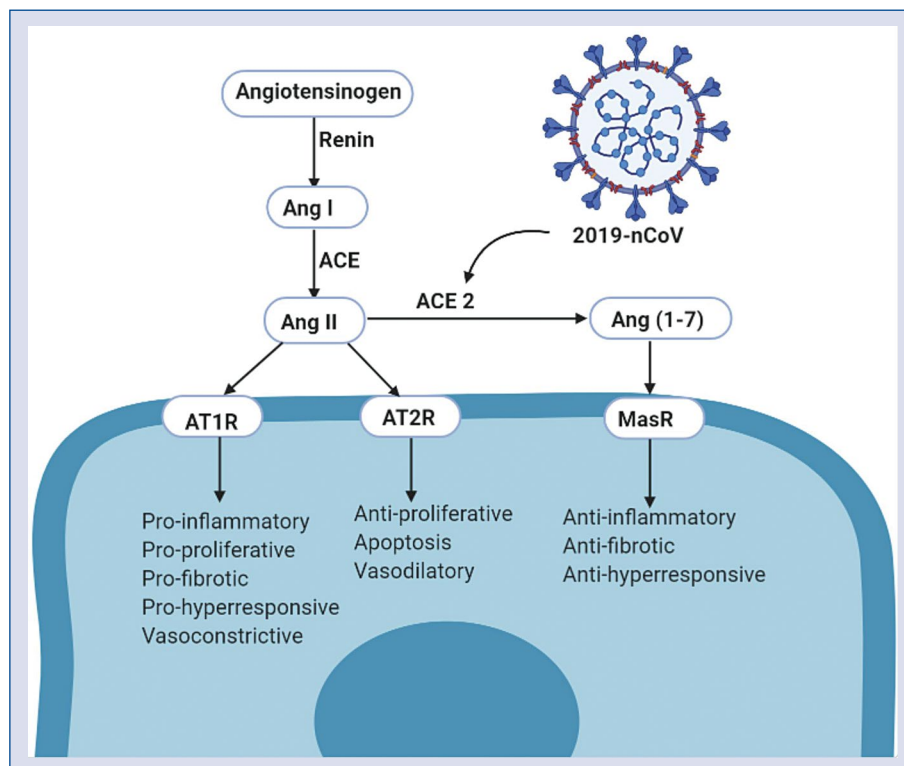 Angiotensinogen
Renin
Ang I
2019-nCoV
ACE
ACE 2
Ang II
Ang (1-7)
AT1R
AT2R
MasR
Pro-inflammatory
Pro-proliferative
Pro-fibrotic
Pro-hyperresponsive
Vasoconstrictive
Anti-proliferative
Apoptosis
Vasodilatory
Anti-inflammatory
Anti-fibrotic
Anti-hyperresponsive